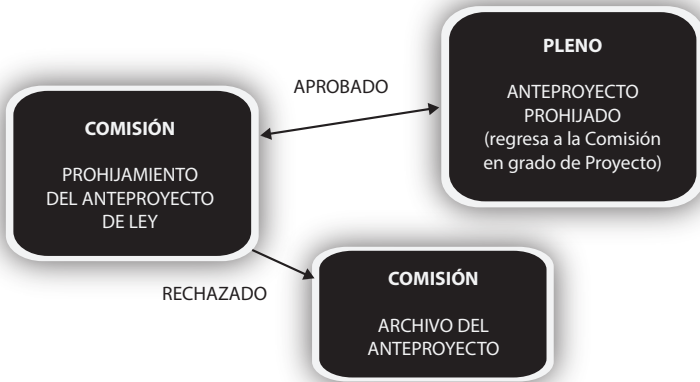 COMISIÓN
PROHIJAMIENTO
DEL ANTEPROYECTO
DE LEY
APROBADO
PLENO
ANTEPROYECTO
PROHIJADO
(regresa a la Comisión
en grado de Proyecto)
RECHAZADO
COMISIÓN
ARCHIVO DEL
ANTEPROYECTO